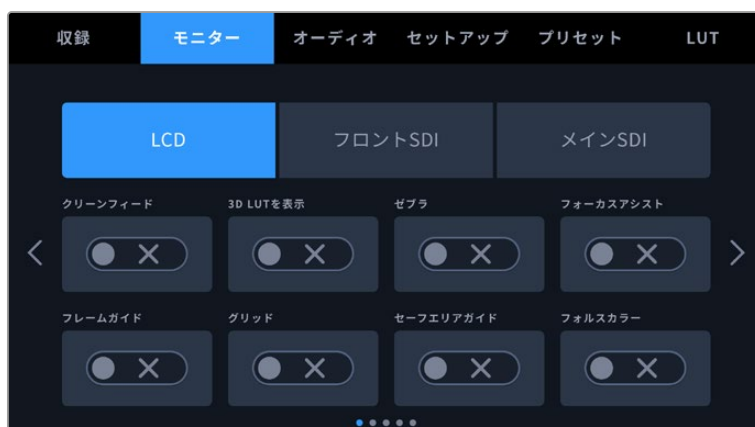 収録 モニター オーディオ セットアップ プリセット LUT
LCD フロントSDI メインSDI
クリーンフィード 3D LUTを表示 ゼブラ フォーカスアシスト
フレームガイド グリッド セーフエリアガイド フォルスカラー